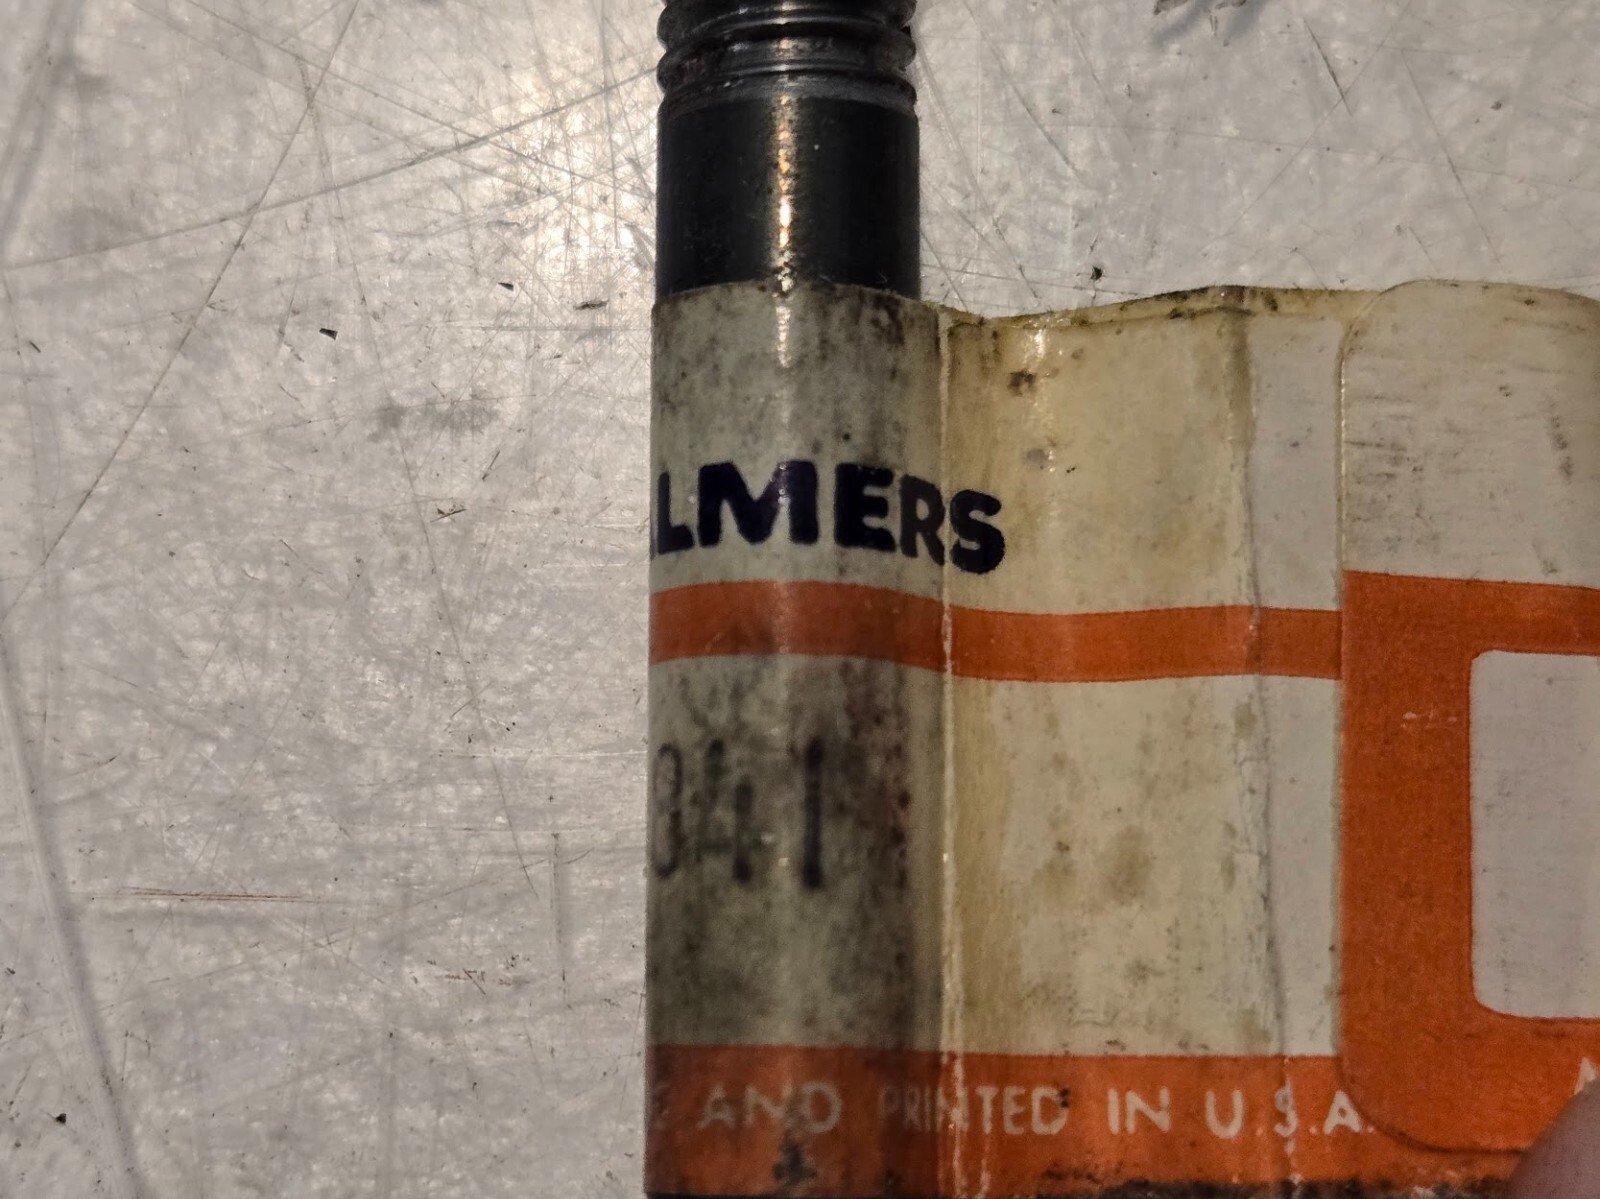 LMERS
341
E AND PRINTED IN U.S.A.